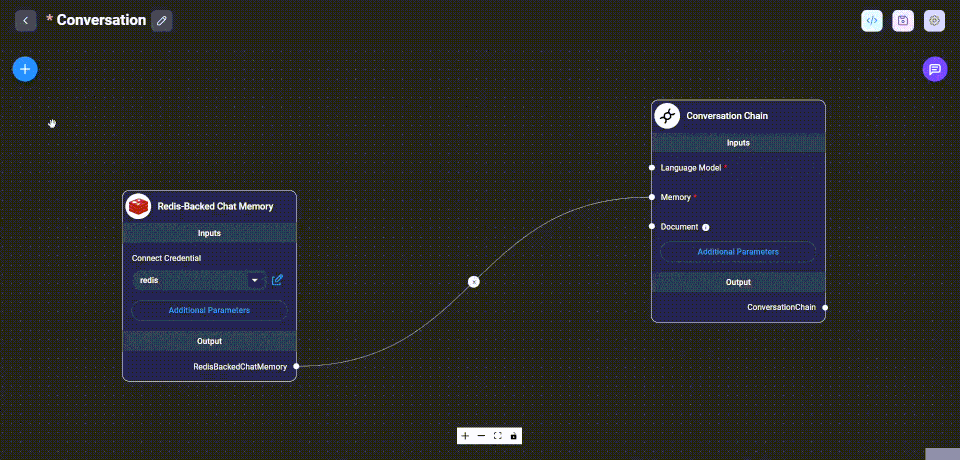 * Conversation
Conversation Chain
Inputs
Language Model *
Memory *
Document
Additional Parameters
Output
ConversationChain
Redis-Backed Chat Memory
Inputs
Connect Credential
redis
Additional Parameters
Output
RedisBackedChatMemory